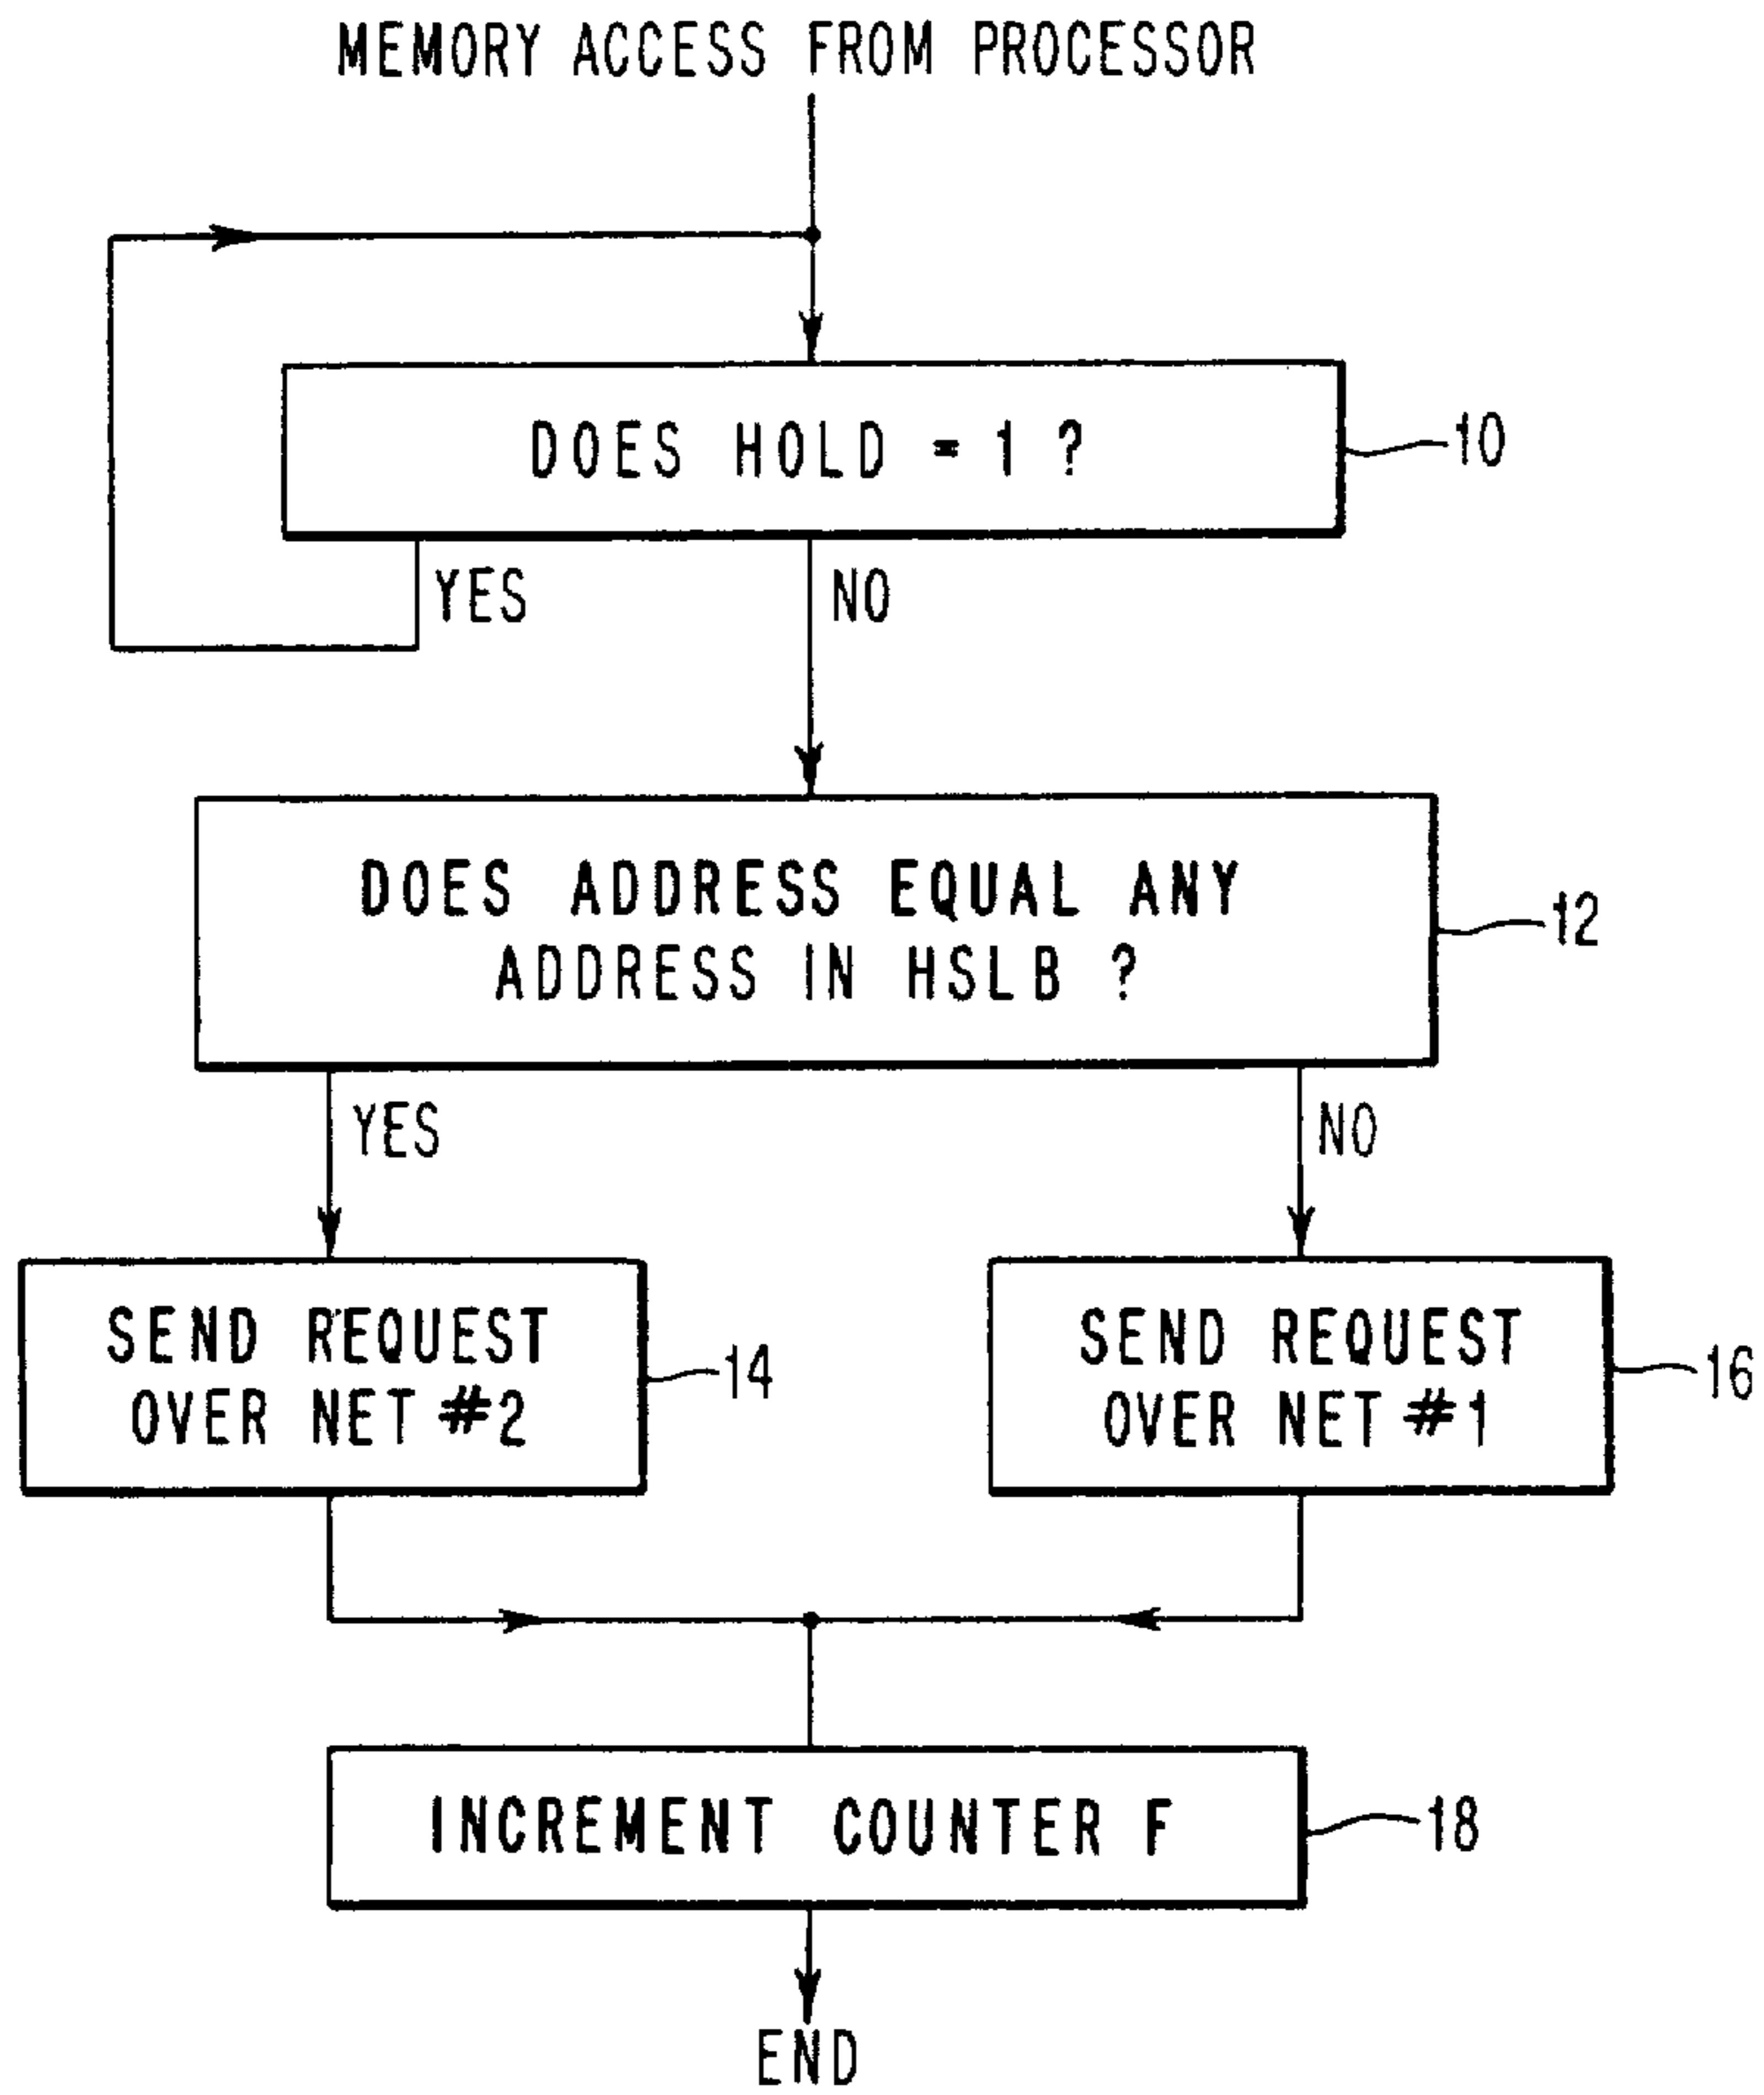 MEMORY ACCESS FROM PROCESSOR
DOES HOLD = 1 ?
10
YES
NO
DOES ADDRESS EQUAL ANY
ADDRESS IN HSLB ?
12
YES
NO
SEND REQUEST
OVER NET #2
14
SEND REQUEST
OVER NET #1
16
INCREMENT COUNTER F
18
END